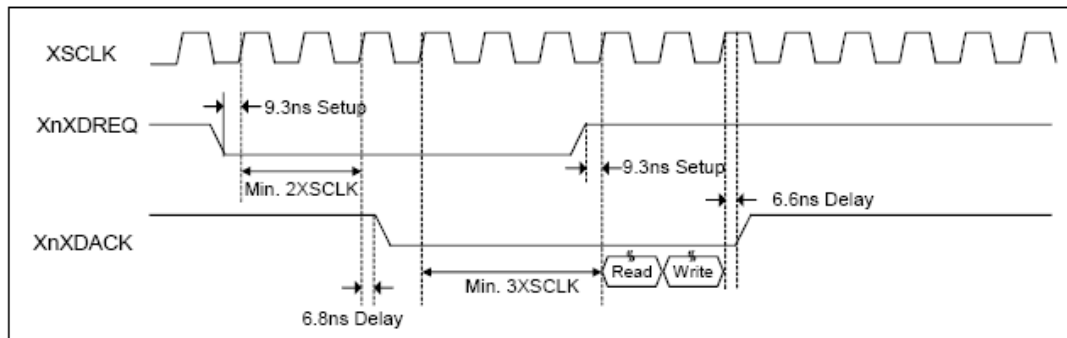 XSCLK
9.3ns Setup
XnXDREQ
9.3ns Setup
Min. 2XSCLK
6.6ns Delay
XnXDACK
Read Write
Min. 3XSCLK
6.8ns Delay